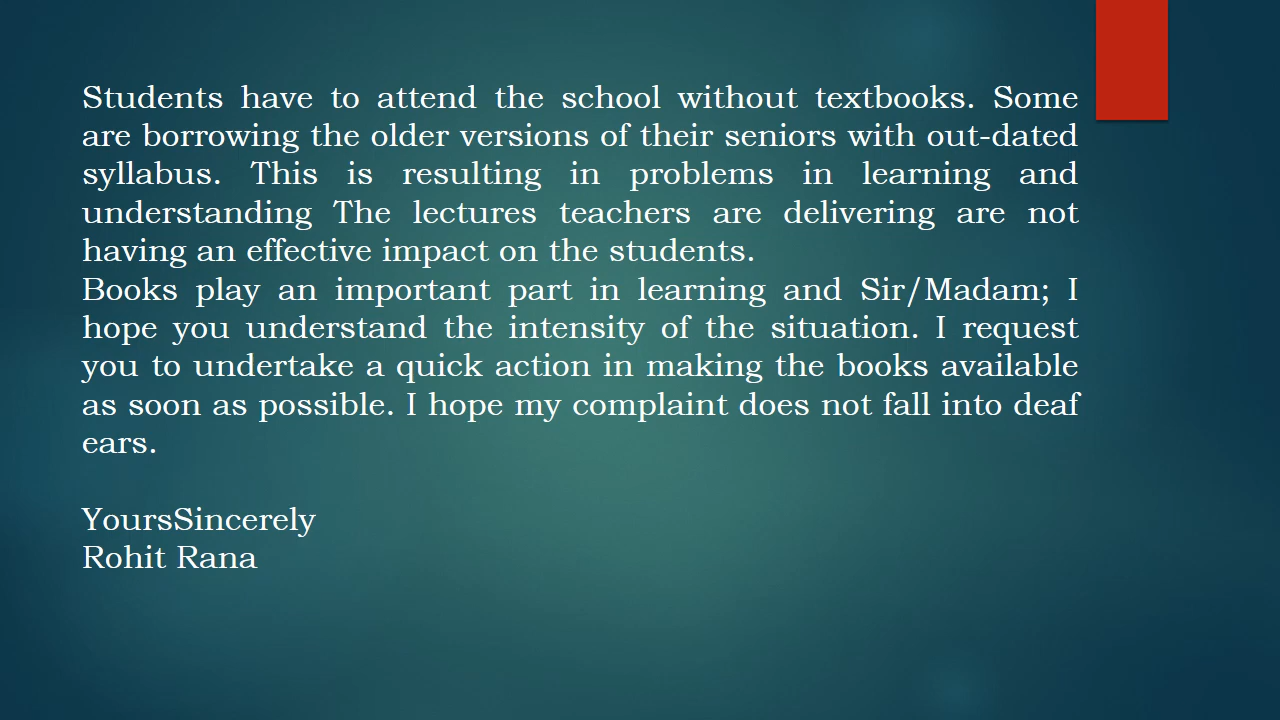 Students have to attend the school without textbooks. Some
are borrowing the older versions of their seniors with out-dated
syllabus. This is resulting in problems in learning and
understanding The lectures teachers are delivering are not
having an effective impact on the students.
Books play an important part in learning and Sir/Madam; I
hope you understand the intensity of the situation. I request
you to undertake a quick action in making the books available
as soon as possible. I hope my complaint does not fall into deaf
ears.
YoursSincerely
Rohit Rana